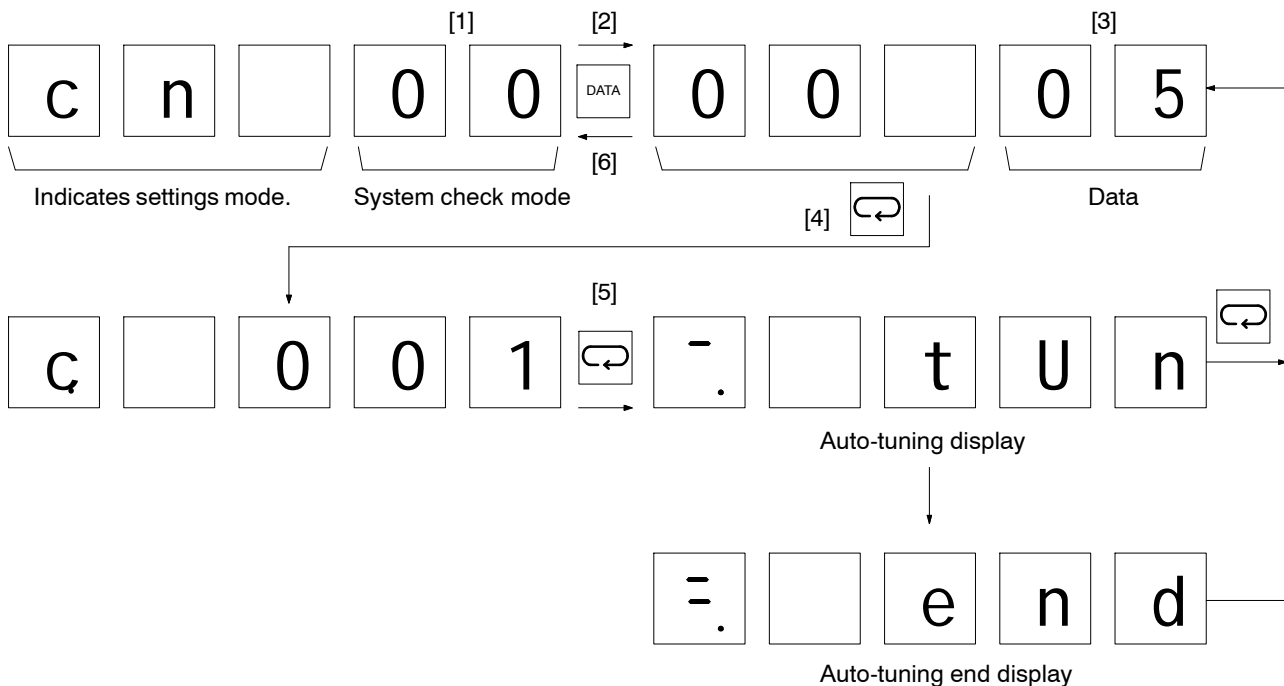 [1] [2] [3]
c n 0 0 DATA 0 0 0 5
[6]
Indicates settings mode. System check mode Data
[4]
[5]
c. 0 0 1 t U n
Auto-tuning display
e n d
Auto-tuning end display